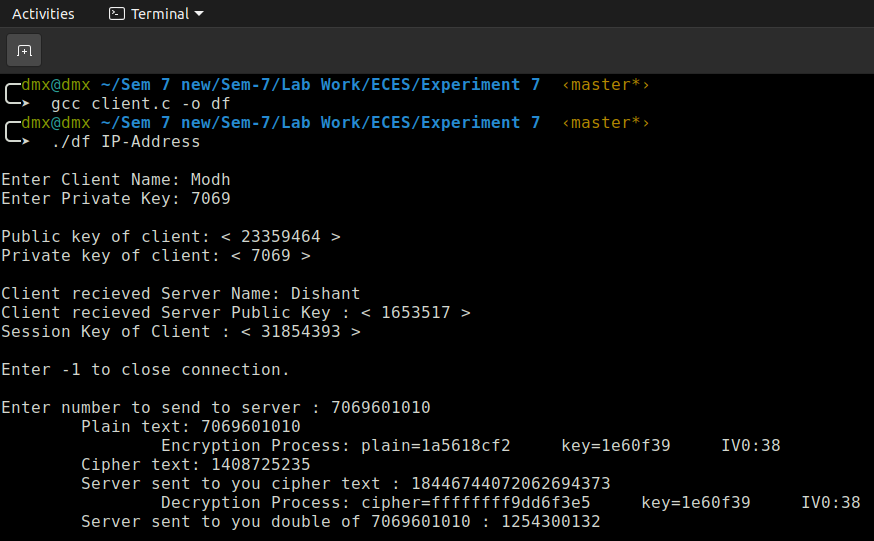 Activities Terminal
dmx@dmx ~/Sem 7 new/Sem-7/Lab Work/ECES/Experiment 7 ‹master*›
➤ gcc client.c -o df
dmx@dmx ~/Sem 7 new/Sem-7/Lab Work/ECES/Experiment 7 ‹master*›
➤ ./df IP-Address
Enter Client Name: Modh
Enter Private Key: 7069
Public key of client: < 23359464 >
Private key of client: < 7069 >
Client recieved Server Name: Dishant
Client recieved Server Public Key : < 1653517 >
Session Key of Client : < 31854393 >
Enter -1 to close connection.
Enter number to send to server : 7069601010
Plain text: 7069601010
Encryption Process: plain=1a5618cf2 key=1e60f39 IV0:38
Cipher text: 1408725235
Server sent to you cipher text : 18446744072062694373
Decryption Process: cipher=ffffffff9dd6f3e5 key=1e60f39 IV0:38
Server sent to you double of 7069601010 : 1254300132